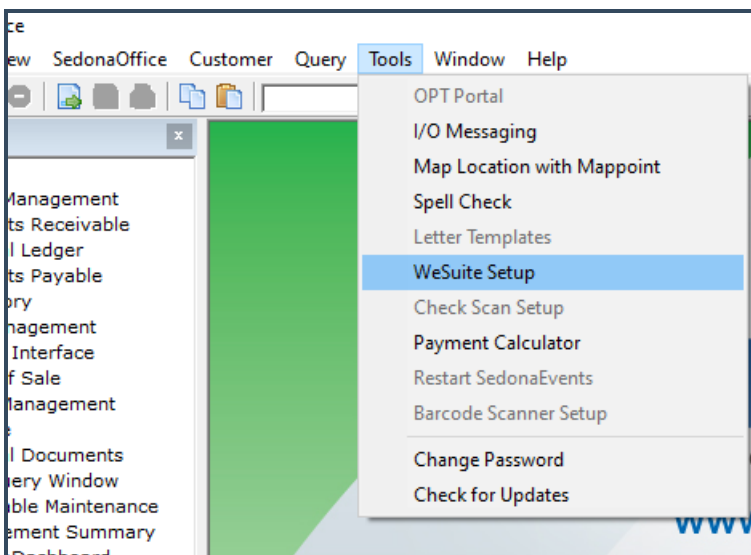 ce
ew SedonaOffice Customer Query Tools Window Help
OPT Portal
I/O Messaging
Map Location with Mappoint
Spell Check
Letter Templates
WeSuite Setup
Check Scan Setup
Payment Calculator
Restart SedonaEvents
Barcode Scanner Setup
Change Password
Check for Updates
Management
ts Receivable
l Ledger
ts Payable
ory
nagement
Interface
f Sale
Management
l Documents
ery Window
ble Maintenance
ement Summary
Dashboard
www